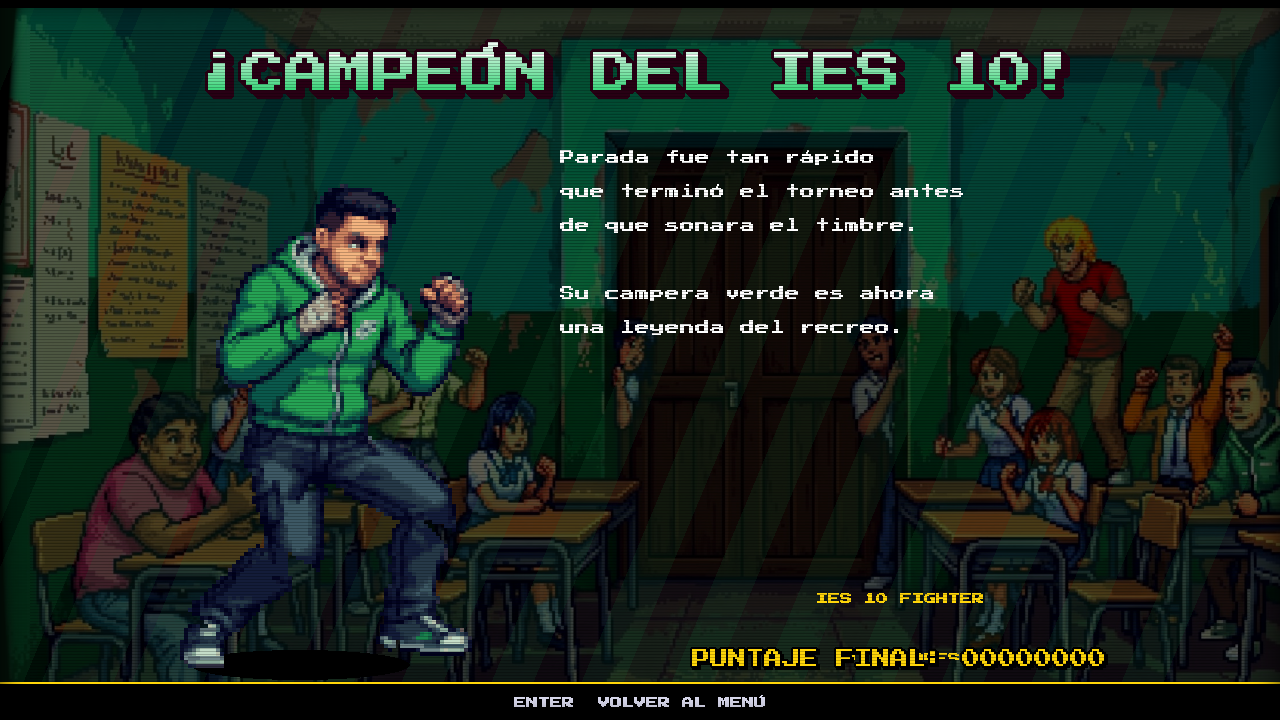 ¡CAMPEÓN DEL IES 10!
Parada fue tan rápido
que terminó el torneo antes
de que sonara el timbre.
Su campera verde es ahora
una leyenda del recreo.
IES 10 FIGHTER
PUNTAJE FINAL 00000000
ENTER VOLVER AL MENÚ